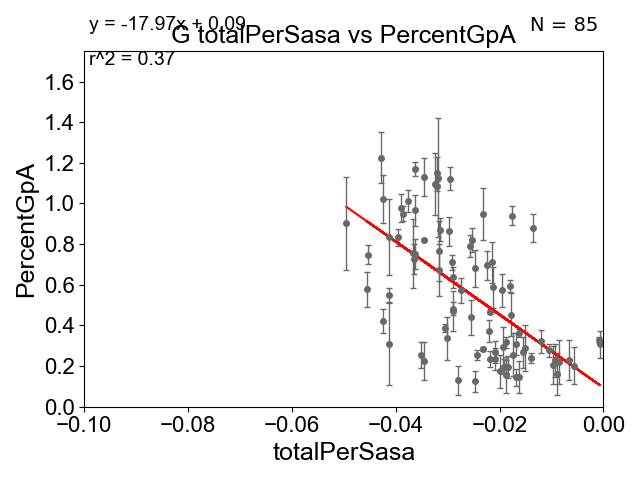 y = -17.97x + 0.09
N = 85
G totalPerSasa vs PercentGpA
r^2 = 0.37
1.6
1.4
1.2
1.0
0.8
0.6
0.4
0.2
0.0
PercentGpA
−0.10 −0.08 −0.06 −0.04 −0.02 0.00
totalPerSasa